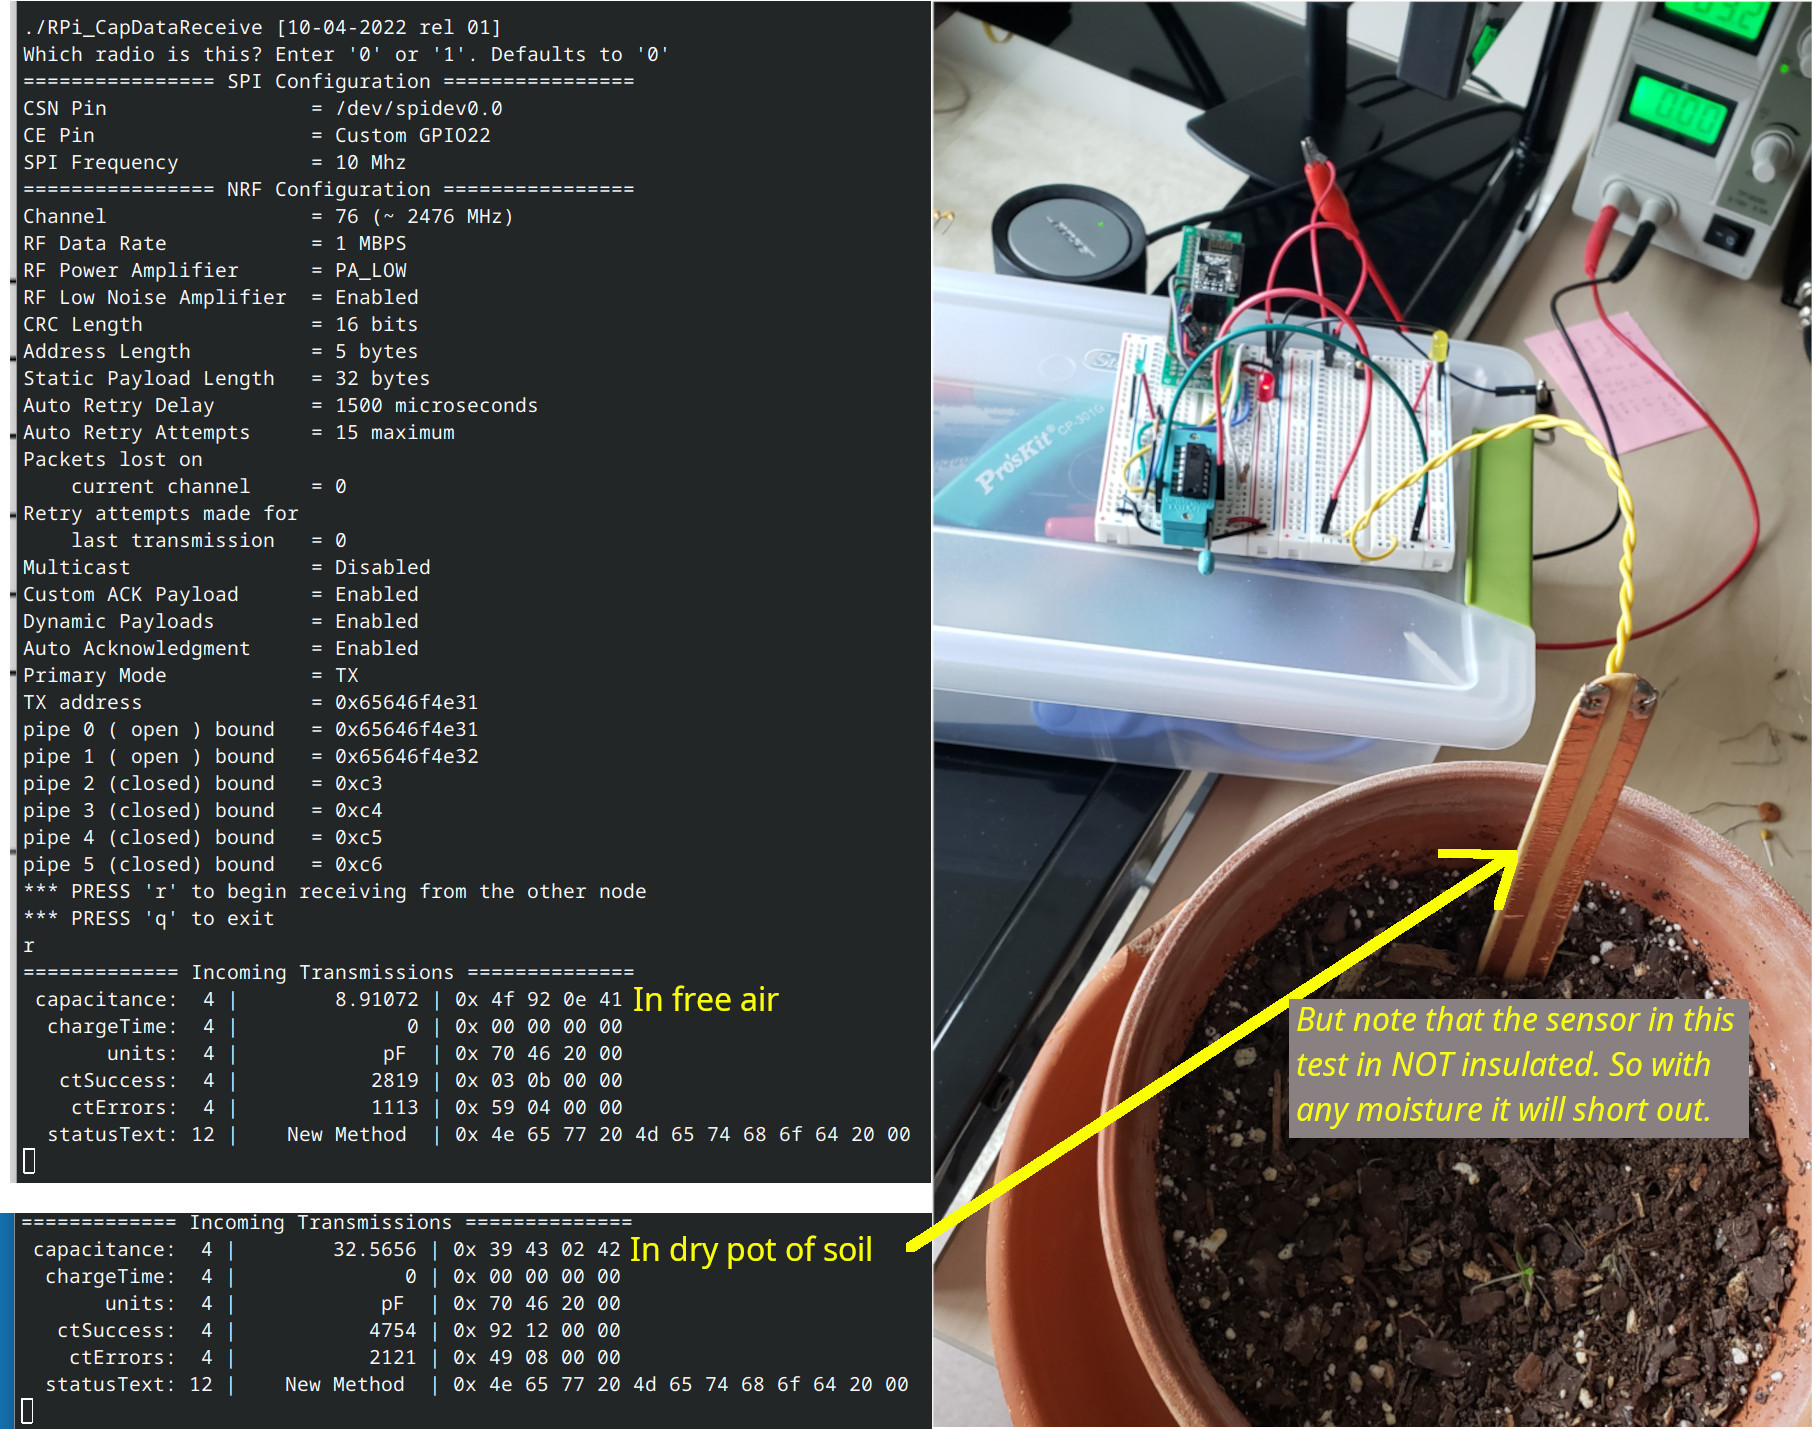 ./RPi_CapDataReceive [10-04-2022 rel 01]
Which radio is this? Enter '0' or '1'. Defaults to '0'
================ SPI Configuration ================
CSN Pin                 = /dev/spidev0.0
CE Pin                  = Custom GPIO22
SPI Frequency           = 10 Mhz
================ NRF Configuration ================
Channel                 = 76 (~ 2476 MHz)
RF Data Rate            = 1 MBPS
RF Power Amplifier      = PA_LOW
RF Low Noise Amplifier  = Enabled
CRC Length              = 16 bits
Address Length          = 5 bytes
Static Payload Length   = 32 bytes
Auto Retry Delay        = 1500 microseconds
Auto Retry Attempts     = 15 maximum
Packets lost on
    current channel     = 0
Retry attempts made for
    last transmission   = 0
Multicast               = Disabled
Custom ACK Payload      = Enabled
Dynamic Payloads        = Enabled
Auto Acknowledgment     = Enabled
Primary Mode            = TX
TX address              = 0x65646f4e31
pipe 0 ( open ) bound   = 0x65646f4e31
pipe 1 ( open ) bound   = 0x65646f4e32
pipe 2 (closed) bound   = 0xc3
pipe 3 (closed) bound   = 0xc4
pipe 4 (closed) bound   = 0xc5
pipe 5 (closed) bound   = 0xc6
*** PRESS 'r' to begin receiving from the other node
*** PRESS 'q' to exit
r
============= Incoming Transmissions ==============
capacitance:  4 |        8.91072 | 0x 4f 92 0e 41 In free air
chargeTime:  4 |              0 | 0x 00 00 00 00
units:  4 |            pF  | 0x 70 46 20 00
ctSuccess:  4 |           2819 | 0x 03 0b 00 00
ctErrors:  4 |           1113 | 0x 59 04 00 00
statusText: 12 |    New Method  | 0x 4e 65 77 20 4d 65 74 68 6f 64 20 00
============= Incoming Transmissions ==============
capacitance:  4 |        32.5656 | 0x 39 43 02 42 In dry pot of soil
chargeTime:  4 |              0 | 0x 00 00 00 00
units:  4 |            pF  | 0x 70 46 20 00
ctSuccess:  4 |           4754 | 0x 92 12 00 00
ctErrors:  4 |           2121 | 0x 49 08 00 00
statusText: 12 |    New Method  | 0x 4e 65 77 20 4d 65 74 68 6f 64 20 00
000
BOSE
Pro'sKit® CP-301G
But note that the sensor in this
test in NOT insulated. So with
any moisture it will short out.